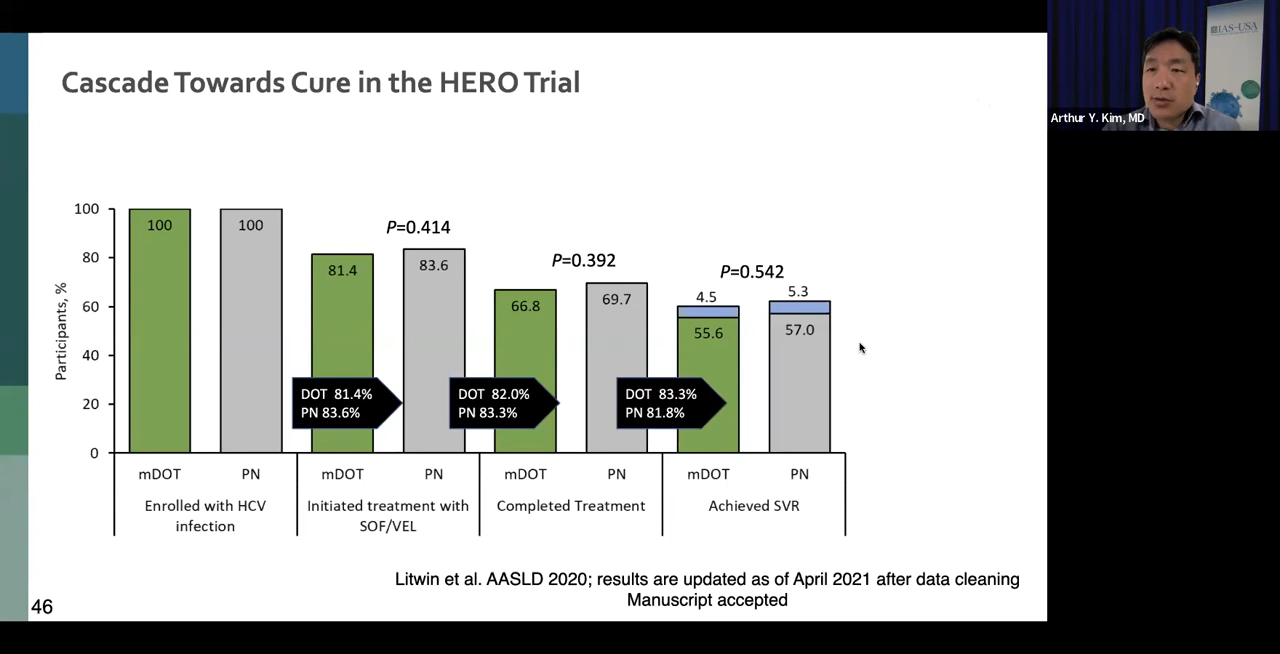 Cascade Towards Cure in the HERO Trial
IAS–USA
Arthur Y. Kim, MD
Participants, %
100
80
60
40
20
0
100
100
P=0.414
81.4
83.6
P=0.392
66.8
69.7
P=0.542
4.5
5.3
55.6
57.0
DOT 81.4%
PN 83.6%
DOT 82.0%
PN 83.3%
DOT 83.3%
PN 81.8%
mDOT PN mDOT PN mDOT PN mDOT PN
Enrolled with HCV
infection
Initiated treatment with
SOF/VEL
Completed Treatment
Achieved SVR
Litwin et al. AASLD 2020; results are updated as of April 2021 after data cleaning
Manuscript accepted
46